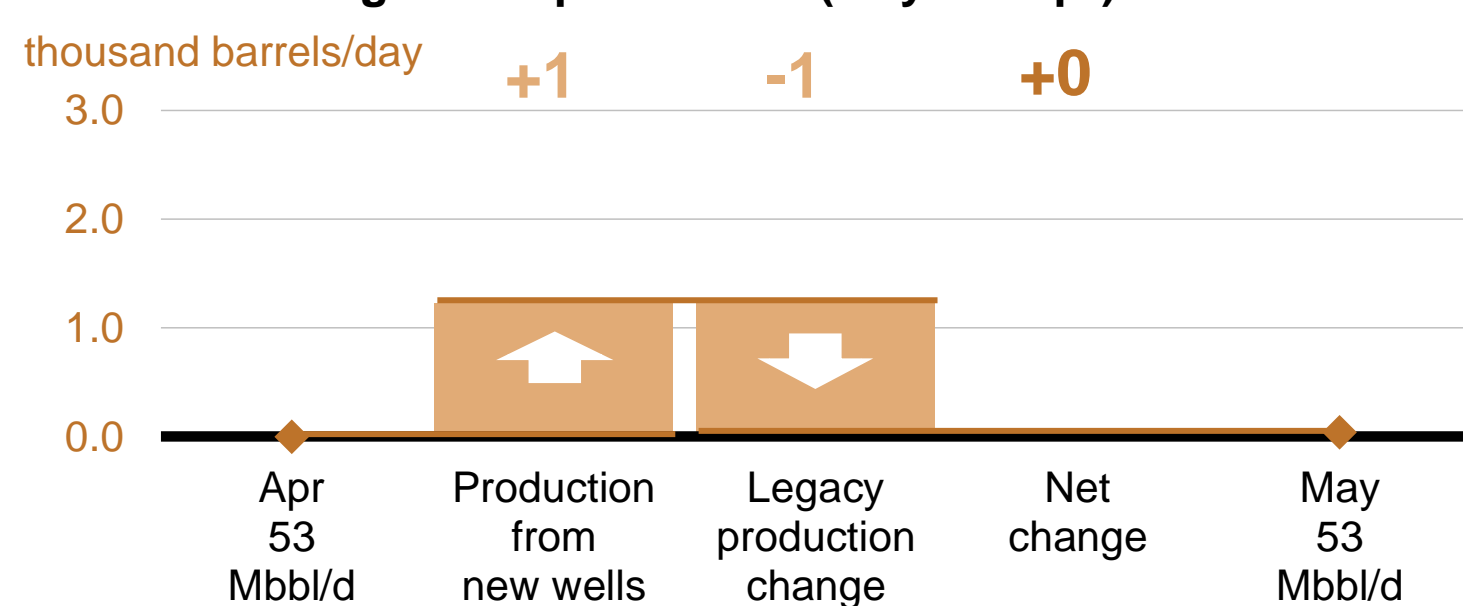 thousand barrels/day
+1 -1 +0
3.0
2.0
1.0
0.0
Apr
53
Mbbl/d
Production
from
new wells
Legacy
production
change
Net
change
May
53
Mbbl/d